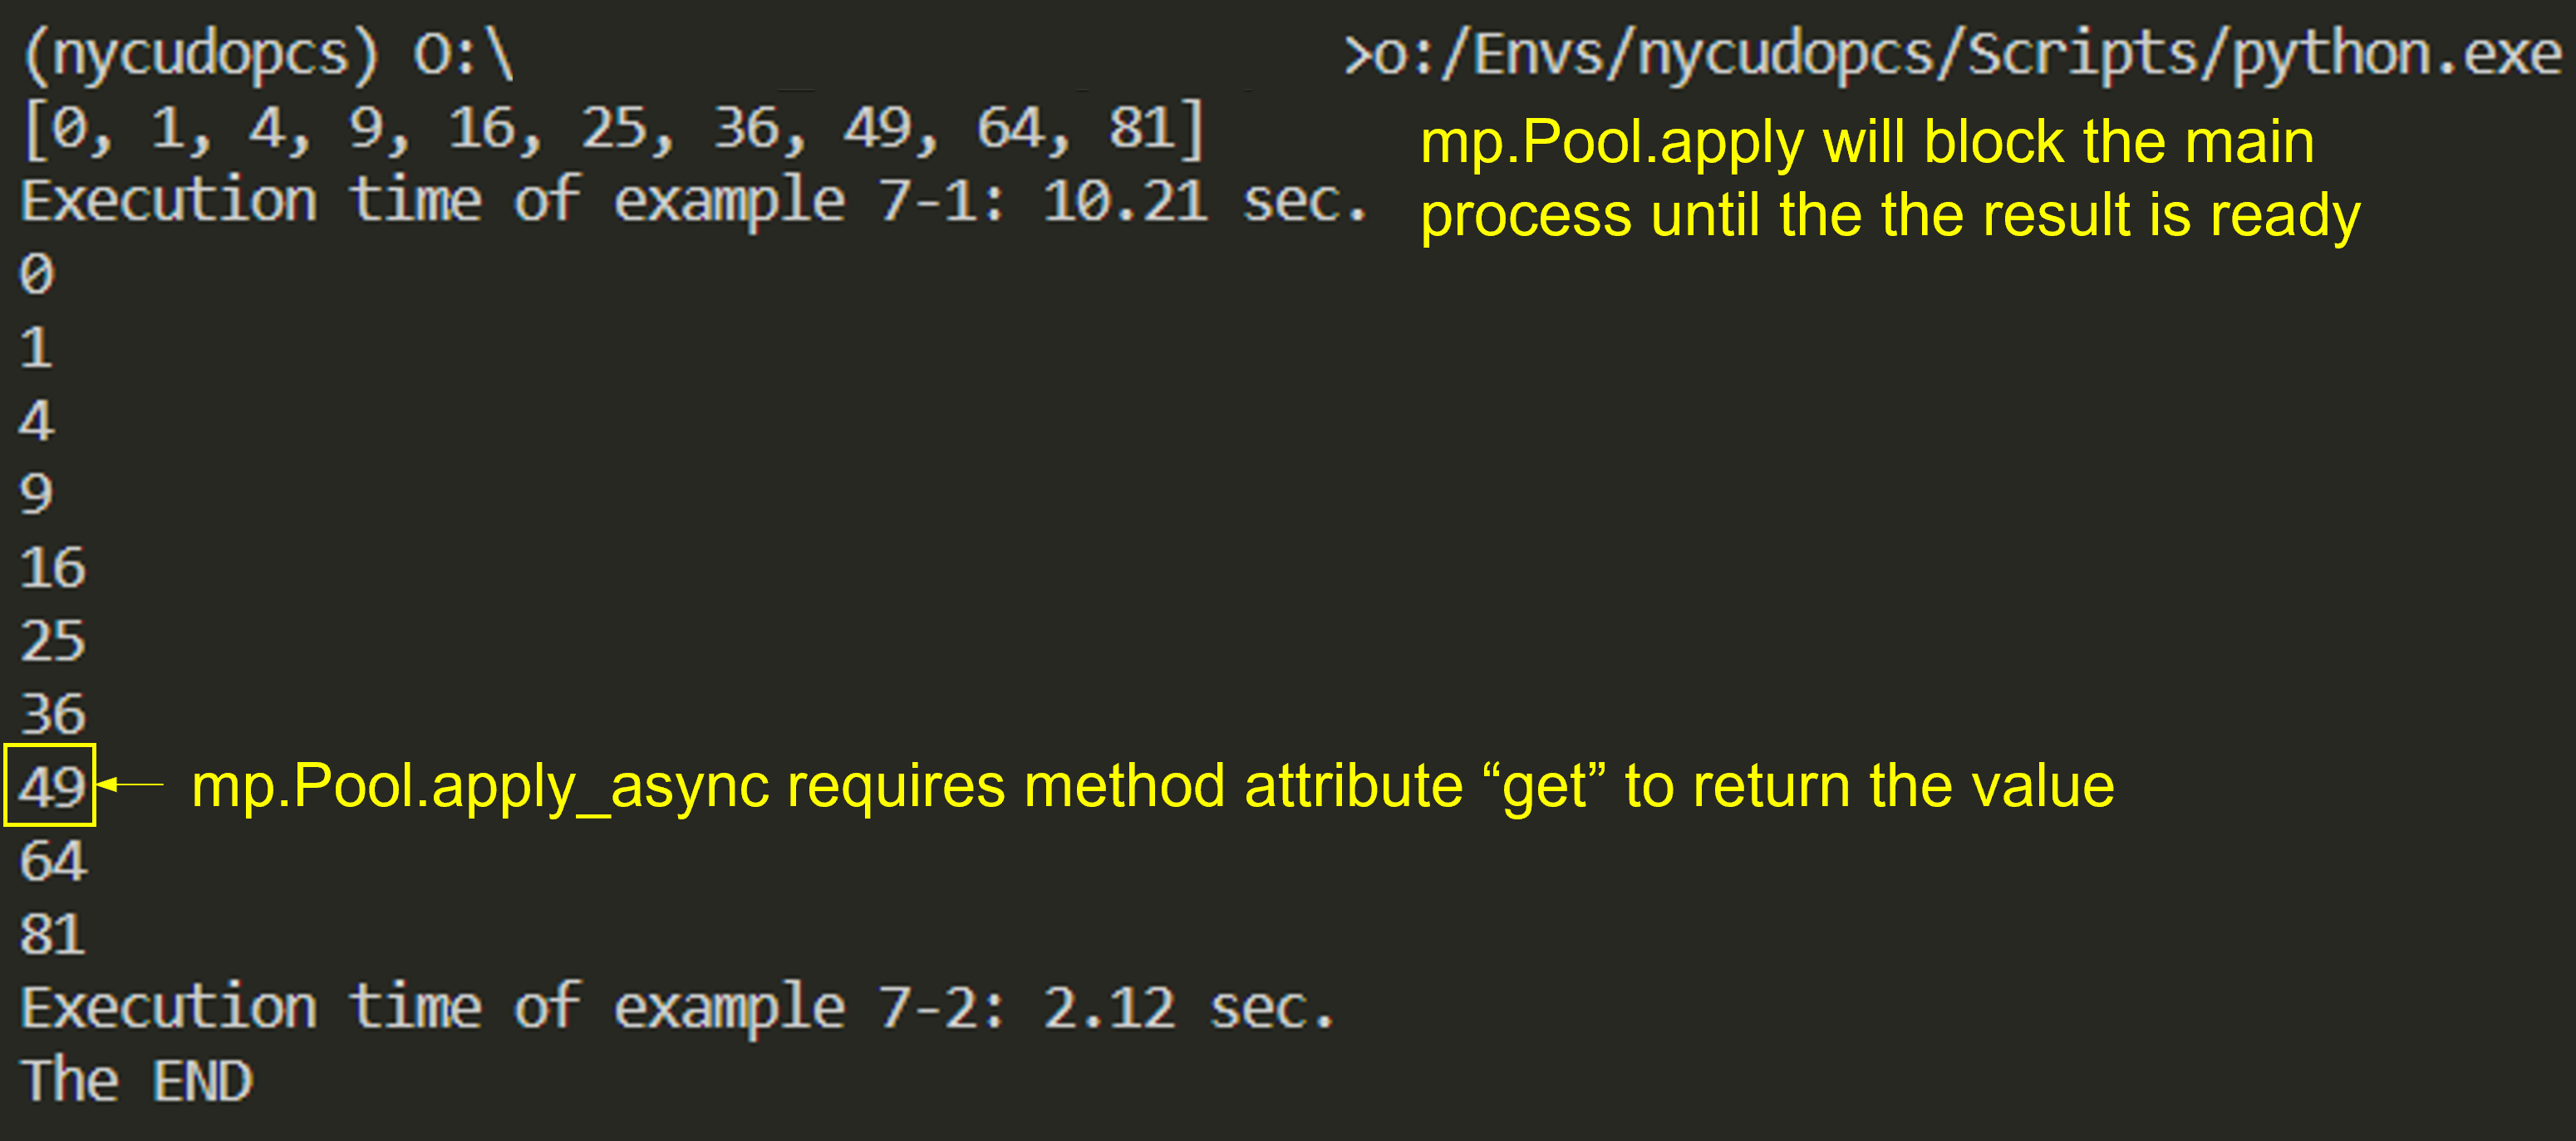 (nycudopcs) O:\ >o:/Envs/nycudopcs/Scripts/python.exe
[0, 1, 4, 9, 16, 25, 36, 49, 64, 81]
mp.Pool.apply will block the main
process until the the result is ready
Execution time of example 7-1: 10.21 sec.
0
1
4
9
16
25
36
49
mp.Pool.apply_async requires method attribute “get” to return the value
64
81
Execution time of example 7-2: 2.12 sec.
The END